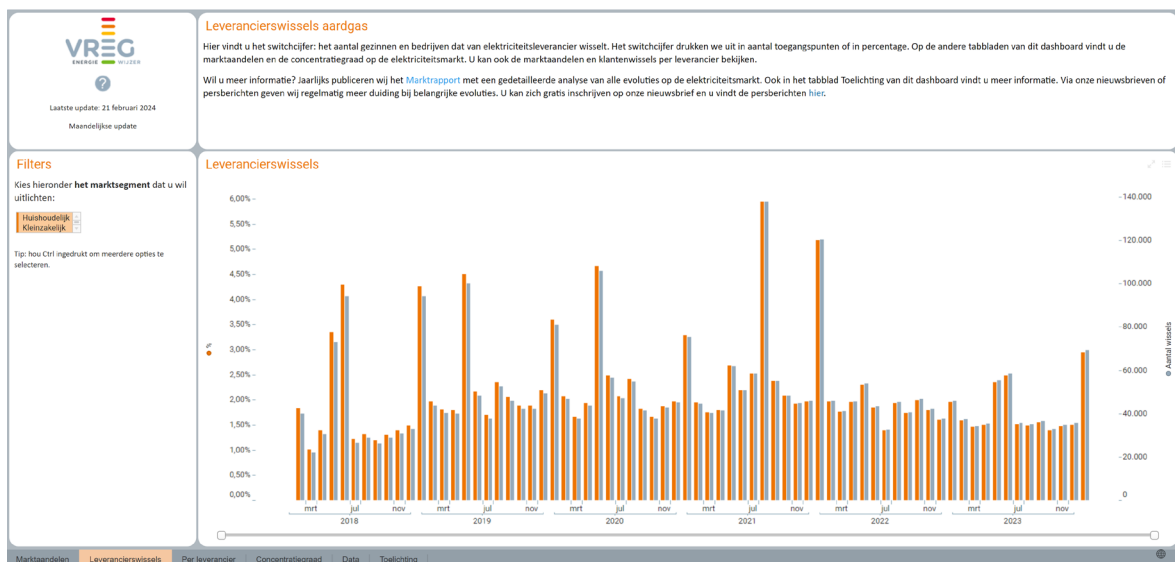 VREG
ENERGIE WIJZER
?
Laatste update: 21 februari 2024
Maandelijkse update
Leverancierswissels aardgas
Hier vindt u het switchcijfer: het aantal gezinnen en bedrijven dat van elektriciteitsleverancier wisselt. Het switchcijfer drukken we uit in aantal toegangspunten of in percentage. Op de andere tabbladen van dit dashboard vindt u de
marktaandelen en de concentratiegraad op de elektriciteitsmarkt. U kan ook de marktaandelen en klantenwissels per leverancier bekijken.
Wil u meer informatie? Jaarlijks publiceren wij het Marktrapport met een gedetailleerde analyse van alle evoluties op de elektriciteitsmarkt. Ook in het tabblad Toelichting van dit dashboard vindt u meer informatie. Via onze nieuwsbrieven of
persberichten geven wij regelmatig meer duiding bij belangrijke evoluties. U kan zich gratis inschrijven op onze nieuwsbrief en u vindt de persberichten hier.
Filters
Kies hieronder het marktsegment dat u wil
uitlichten:
Huishoudelijk
Kleinzakelijk
Tip: hou Ctrl ingedrukt om meerdere opties te
selecteren.
Leverancierswissels
6,00%
5,50%
5,00%
4,50%
4,00%
3,50%
3,00%
2,50%
2,00%
1,50%
1,00%
0,50%
0,00%
%
140.000
120.000
100.000
80.000
60.000
40.000
20.000
0
Aantal wissels
mrt jul nov mrt jul nov mrt jul nov mrt jul nov mrt jul nov mrt jul nov
2018 2019 2020 2021 2022 2023
Marktaandelen Leverancierswissels Per leverancier Concentratiegraad Data Toelichting